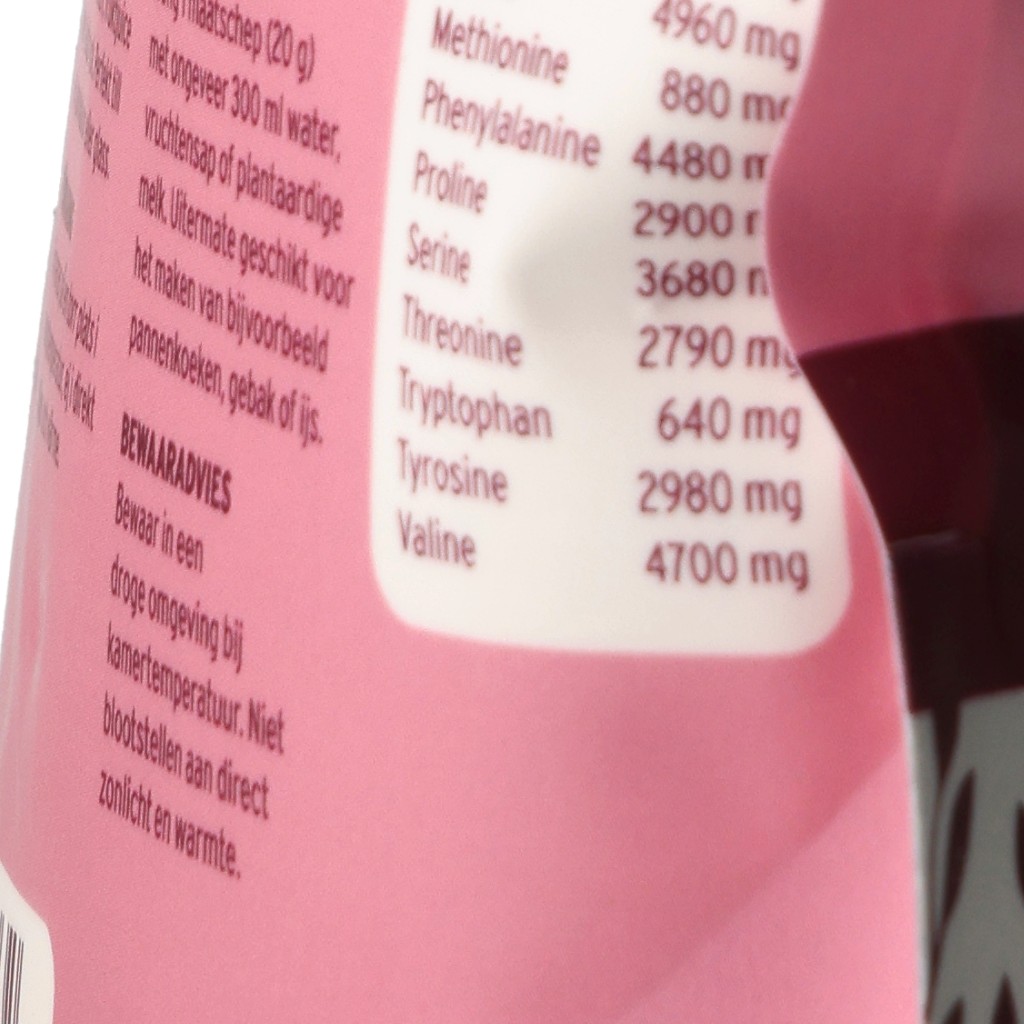 maatschep (20 g)
met ongeveer 300 ml water,
vruchtensap of plantaardige
melk. Uitermate geschikt voor
het maken van bijvoorbeeld
pannenkoeken, gebak of ijs.
BEWAARADVIES
Bewaar in een
droge omgeving bij
kamertemperatuur. Niet
blootstellen aan direct
zonlicht en warmte.
4960 mg
Methionine 880 mg
Phenylalanine 4480 m
Proline 2900
Serine 3680
Threonine 2790 mg
Tryptophan 640 mg
Tyrosine 2980 mg
Valine 4700 mg